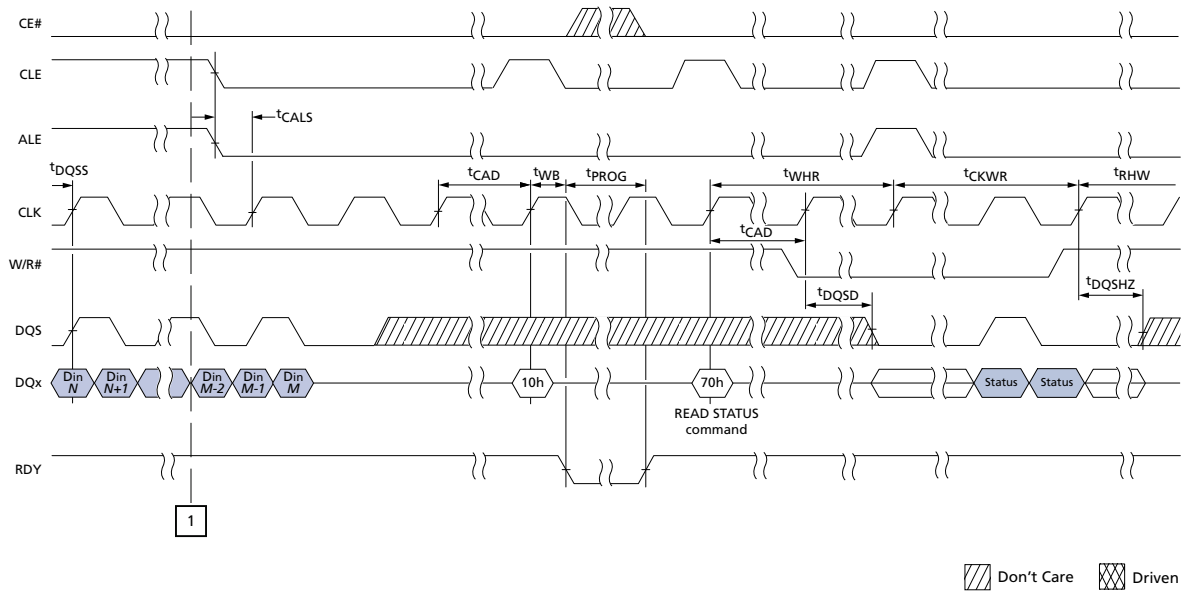 CE#
CLE
tCALS
ALE
tDQSS
tCAD
tWB
tPROG
tWHR
tCKWR
tRHW
CLK
tCAD
W/R#
tDQSD
tDQSHZ
DQS
DQx
Din N
Din N+1
Din M-2
Din M-1
Din M
10h
70h
Status
Status
READ STATUS
command
RDY
1
Don't Care
Driven